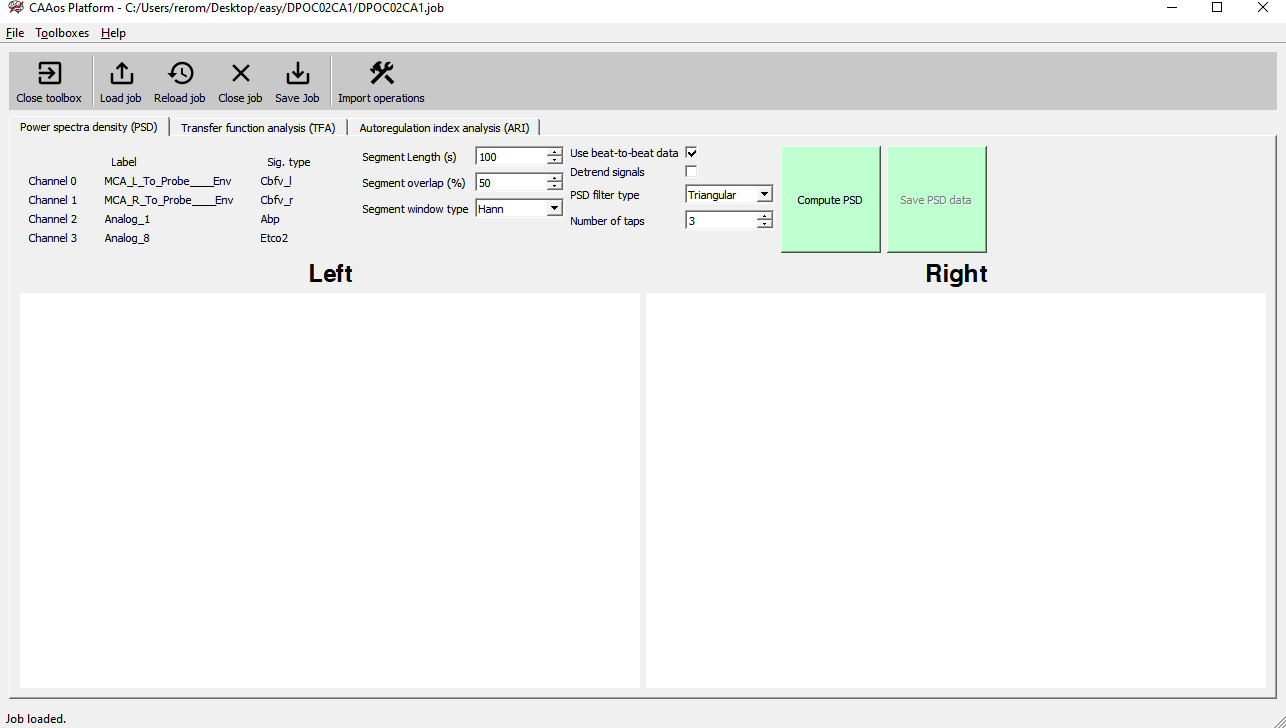 CAAos Platform - C:/Users/rerom/Desktop/easy/DPOC02CA1/DPOC02CA1.job
File Toolboxes Help
Close toolbox Load job Reload job Close job Save Job Import operations
Power spectra density (PSD) Transfer function analysis (TFA) Autoregulation index analysis (ARI)
Label Sig. type
Channel 0 MCA_L_To_Probe____Env Cbfv_l
Channel 1 MCA_R_To_Probe____Env Cbfv_r
Channel 2 Analog_1 Abp
Channel 3 Analog_8 Etco2
Segment Length (s) 100
Segment overlap (%) 50
Segment window type Hann
Use beat-to-beat data
Detrend signals
PSD filter type Triangular
Number of taps 3
Compute PSD
Save PSD data
Left Right
Job loaded.